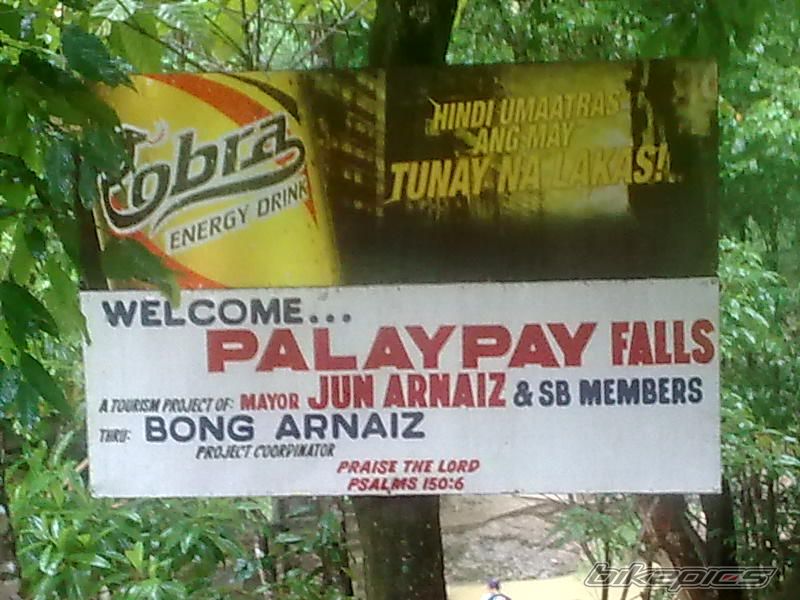 Cobra
ENERGY DRINK
HINDI UMAATRAS
ANG MAY
TUNAY NA LAKAS!
WELCOME...
PALAYPAY FALLS
A TOURISM PROJECT OF: MAYOR JUN ARNAIZ & SB MEMBERS
THRU: BONG ARNAIZ
PROJECT COORDINATOR
PRAISE THE LORD
PSALMS 150:6
bikepics